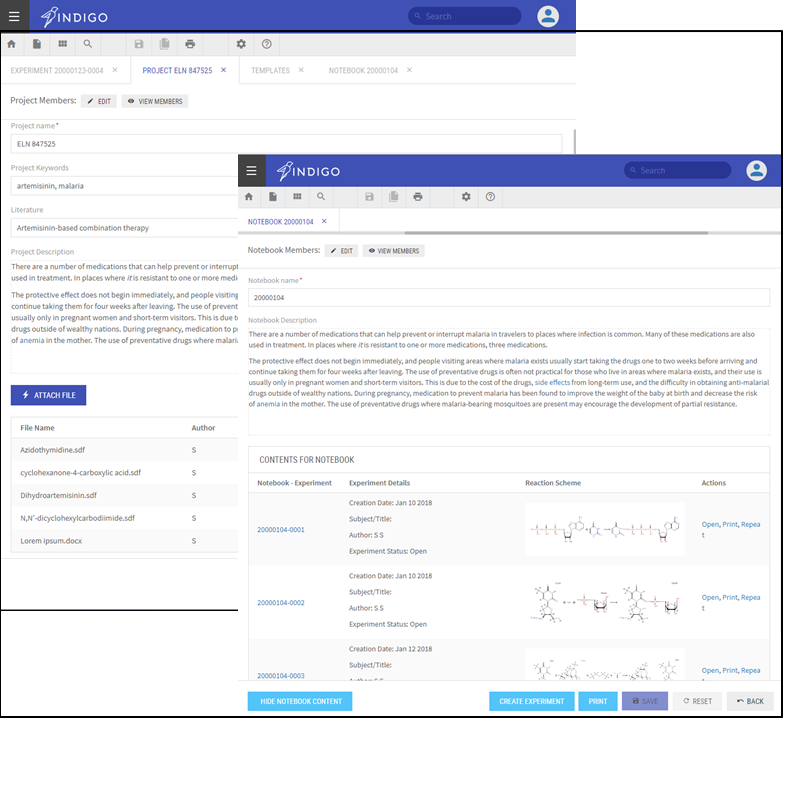 INDIGO
Search
EXPERIMENT 20000123-0004 ×
PROJECT ELN 847525 ×
TEMPLATES ×
NOTEBOOK 20000104 ×
Project Members: EDIT VIEW MEMBERS
Project name*
ELN 847525
Project Keywords
artemisinin, malaria
Literature
Artemisinin-based combination therapy
Project Description
There are a number of medications that can help prevent or interrupt
used in treatment. In places where it is resistant to one or more medi
The protective effect does not begin immediately, and people visiting
continue taking them for four weeks after leaving. The use of prevent
usually only in pregnant women and short-term visitors. This is due to
drugs outside of wealthy nations. During pregnancy, medication to p
of anemia in the mother. The use of preventative drugs where malari
ATTACH FILE
File Name Author
Azidothymidine.sdf S
cyclohexanone-4-carboxylic acid.sdf S
Dihydroartemisinin.sdf S
N,N'-dicyclohexylcarbodiimide.sdf S
Lorem Ipsum.docx S
INDIGO
Search
NOTEBOOK 20000104 ×
Notebook Members: EDIT VIEW MEMBERS
Notebook name*
20000104
Notebook Description
There are a number of medications that can help prevent or interrupt malaria in travelers to places where infection is common. Many of these medications are also
used in treatment. In places where it is resistant to one or more medications, three medications.
The protective effect does not begin immediately, and people visiting areas where malaria exists usually start taking the drugs one to two weeks before arriving and
continue taking them for four weeks after leaving. The use of preventative drugs is often not practical for those who live in areas where malaria exists, and their use is
usually only in pregnant women and short-term visitors. This is due to the cost of the drugs, side effects from long-term use, and the difficulty in obtaining anti-malarial
drugs outside of wealthy nations. During pregnancy, medication to prevent malaria has been found to improve the weight of the baby at birth and decrease the risk
of anemia in the mother. The use of preventative drugs where malaria-bearing mosquitoes are present may encourage the development of partial resistance.
CONTENTS FOR NOTEBOOK
Notebook - Experiment Experiment Details Reaction Scheme Actions
Creation Date: Jan 10 2018
Subject/Title:
20000104-0001
Open, Print, Repea
t
Author: S S
Experiment Status: Open
Creation Date: Jan 10 2018
Subject/Title:
20000104-0002
Open, Print, Repea
t
Author: S S
Experiment Status: Open
Creation Date: Jan 12 2018
Subject/Title:
20000104-0003
Open, Print, Repea
t
Author: S S
HIDE NOTEBOOK CONTENT
CREATE EXPERIMENT
PRINT
SAVE
RESET
BACK